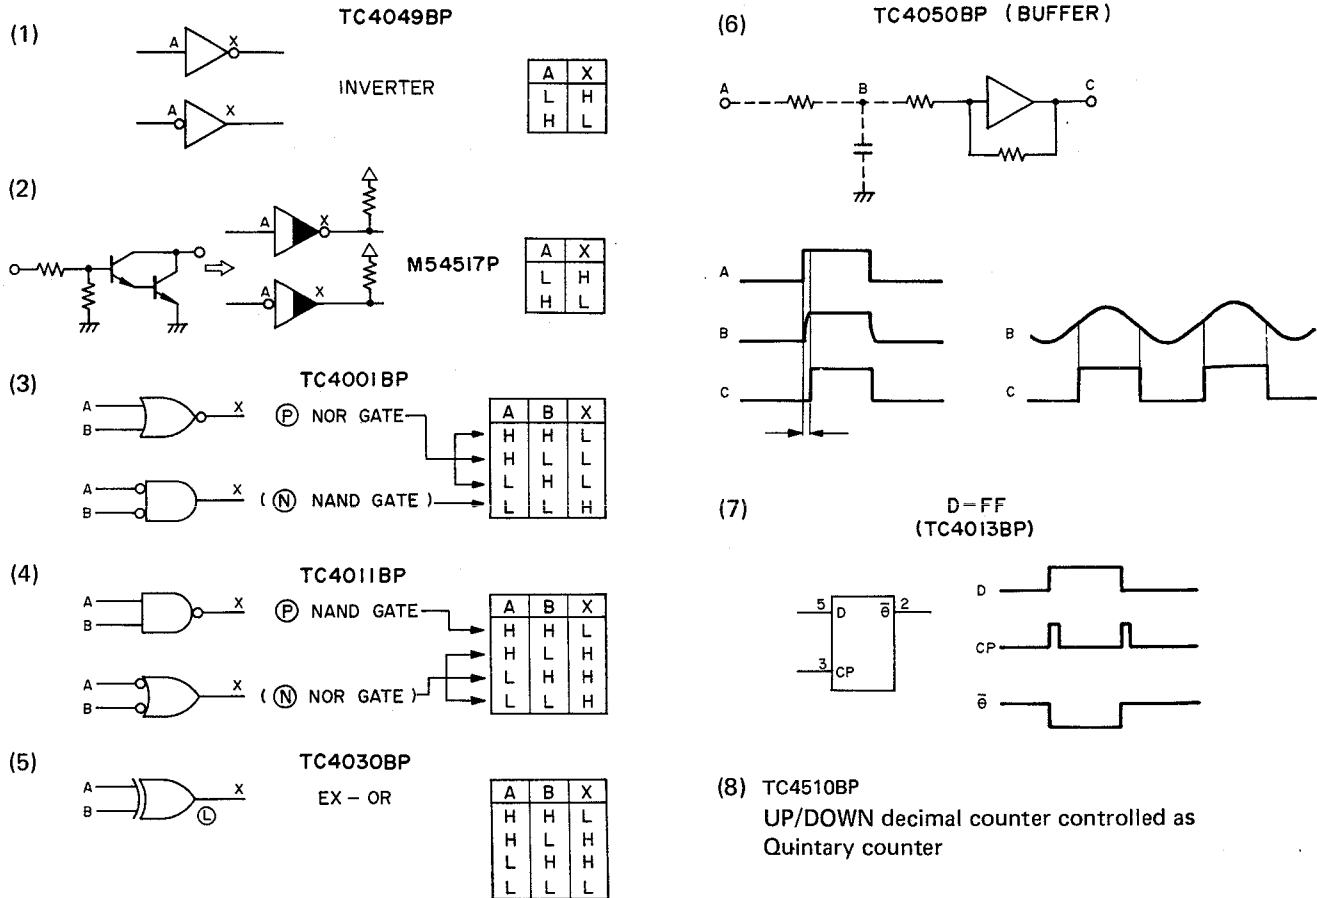 (1)
TC4049BP
A X
A X
INVERTER
A X
L H
H L
(2)
A X
A X
M54517P
A X
L H
H L
(3)
TC4001BP
A
B
X
Ⓟ NOR GATE
A
B
X
( Ⓝ NAND GATE )
A B X
H H L
H L L
L H L
L L H
(4)
TC4011BP
A
B
X
Ⓟ NAND GATE
A
B
X
( Ⓝ NOR GATE )
A B X
H H L
H L H
L H H
L L H
(5)
TC4030BP
A
B
X
Ⓛ
EX - OR
A B X
H H L
H L H
L H H
L L L
(6)
TC4050BP ( BUFFER )
A B C
A
B
C
B
C
(7)
D=FF
(TC4013BP)
5 D θ̅ 2
3 CP
D
CP
θ̅
(8) TC4510BP
UP/DOWN decimal counter controlled as
Quintary counter